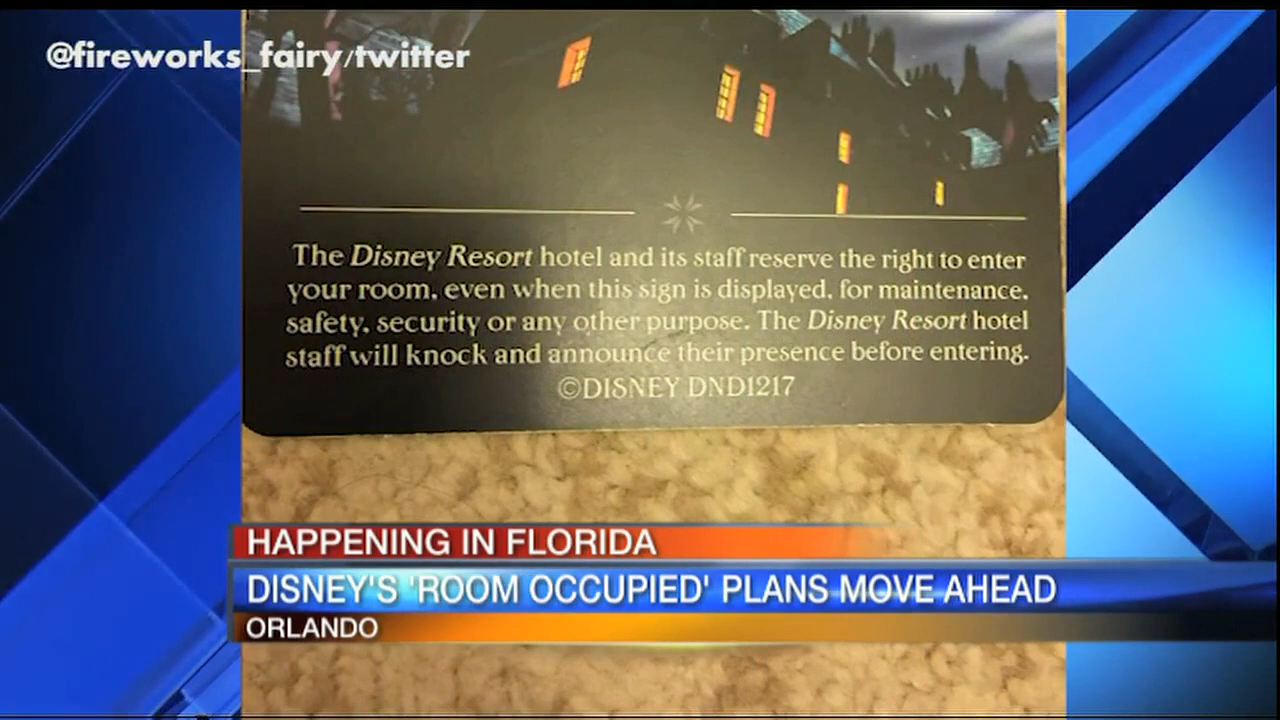 @fireworks_fairy/twitter
The Disney Resort hotel and its staff reserve the right to enter
your room, even when this sign is displayed, for maintenance,
safety, security or any other purpose. The Disney Resort hotel
staff will knock and announce their presence before entering.
©DISNEY DND1217
HAPPENING IN FLORIDA
DISNEY'S 'ROOM OCCUPIED' PLANS MOVE AHEAD
ORLANDO